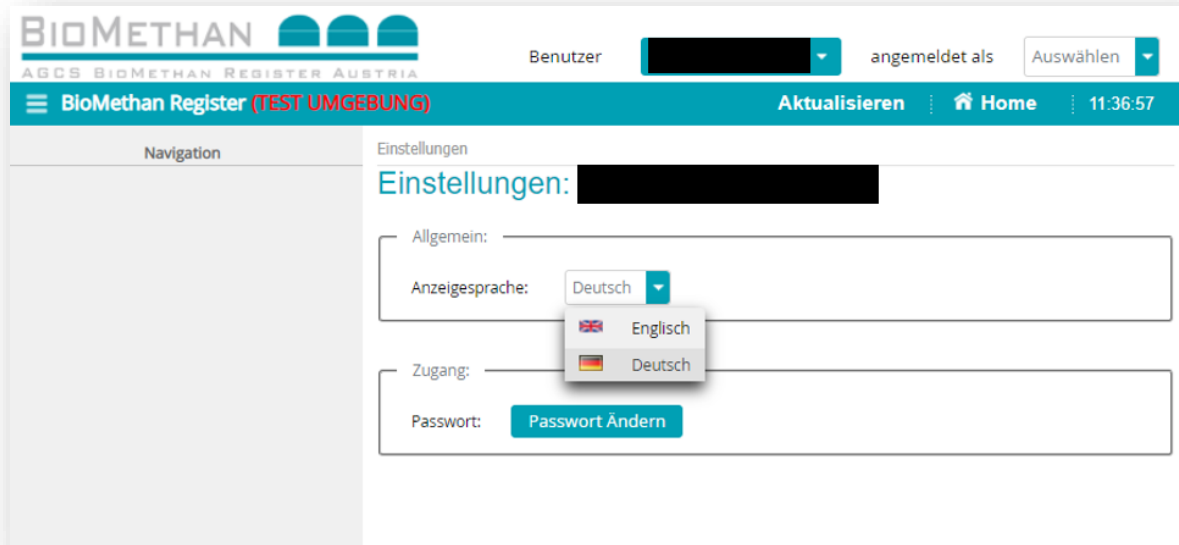 BIOMETHAN
AGCS BIOMETHAN REGISTER AUSTRIA
Benutzer angemeldet als Auswählen
BioMethan Register (TEST UMGEBUNG) Aktualisieren Home 11:36:57
Navigation
Einstellungen
Einstellungen:
Allgemein:
Anzeigesprache: Deutsch
Englisch
Deutsch
Zugang:
Passwort: Passwort Ändern